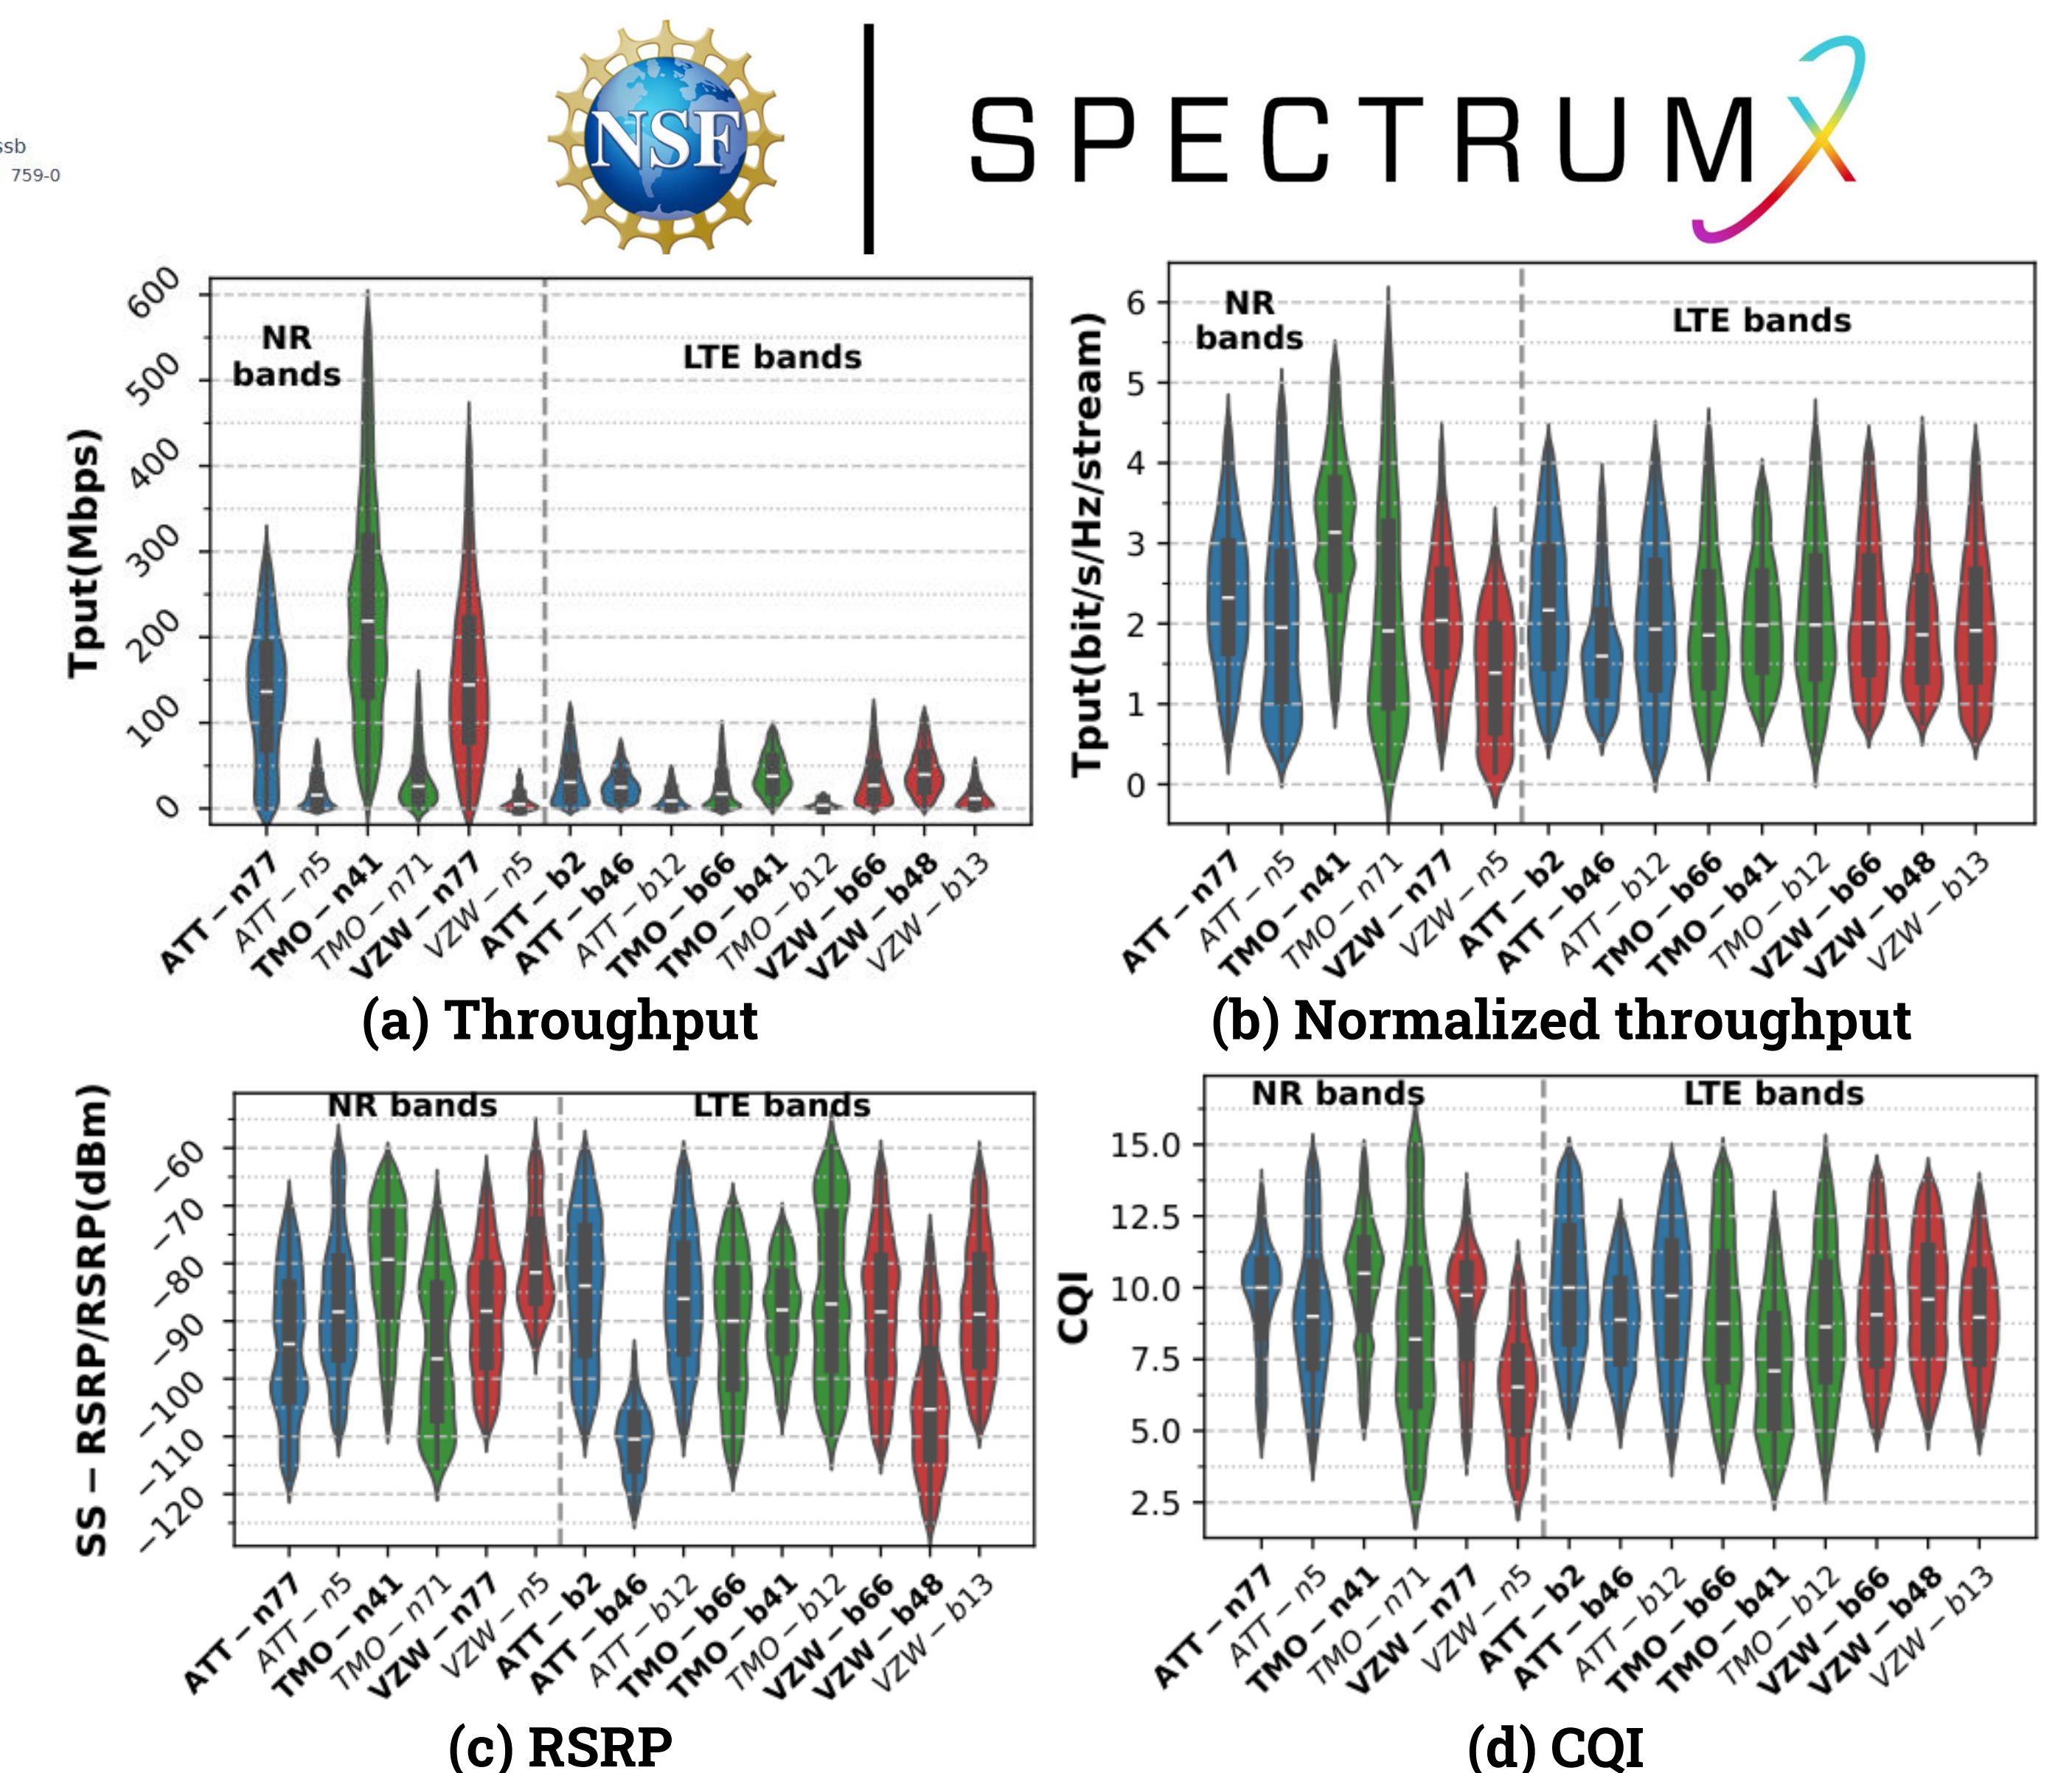 ssb
759-0
NSF
SPECTRUMX
Tput(Mbps)
600
500
400
300
200
100
0
NR
bands
LTE bands
ATT – n77
ATT – n5
TMO – n41
TMO – n71
VZW – n77
VZW – n5
ATT – b2
ATT – b46
ATT – b12
TMO – b66
TMO – b41
TMO – b12
VZW – b66
VZW – b48
VZW – b13
(a) Throughput
Tput(bit/s/Hz/stream)
6
5
4
3
2
1
0
NR
bands
LTE bands
ATT – n77
ATT – n5
TMO – n41
TMO – n71
VZW – n77
VZW – n5
ATT – b2
ATT – b46
ATT – b12
TMO – b66
TMO – b41
TMO – b12
VZW – b66
VZW – b48
VZW – b13
(b) Normalized throughput
SS – RSRP/RSRP(dBm)
−60
−70
−80
−90
−100
−110
−120
NR bands
LTE bands
ATT – n77
ATT – n5
TMO – n41
TMO – n71
VZW – n77
VZW – n5
ATT – b2
ATT – b46
ATT – b12
TMO – b66
TMO – b41
TMO – b12
VZW – b66
VZW – b48
VZW – b13
(c) RSRP
CQI
15.0
12.5
10.0
7.5
5.0
2.5
NR bands
LTE bands
ATT – n77
ATT – n5
TMO – n41
TMO – n71
VZW – n77
VZW – n5
ATT – b2
ATT – b46
ATT – b12
TMO – b66
TMO – b41
TMO – b12
VZW – b66
VZW – b48
VZW – b13
(d) CQI